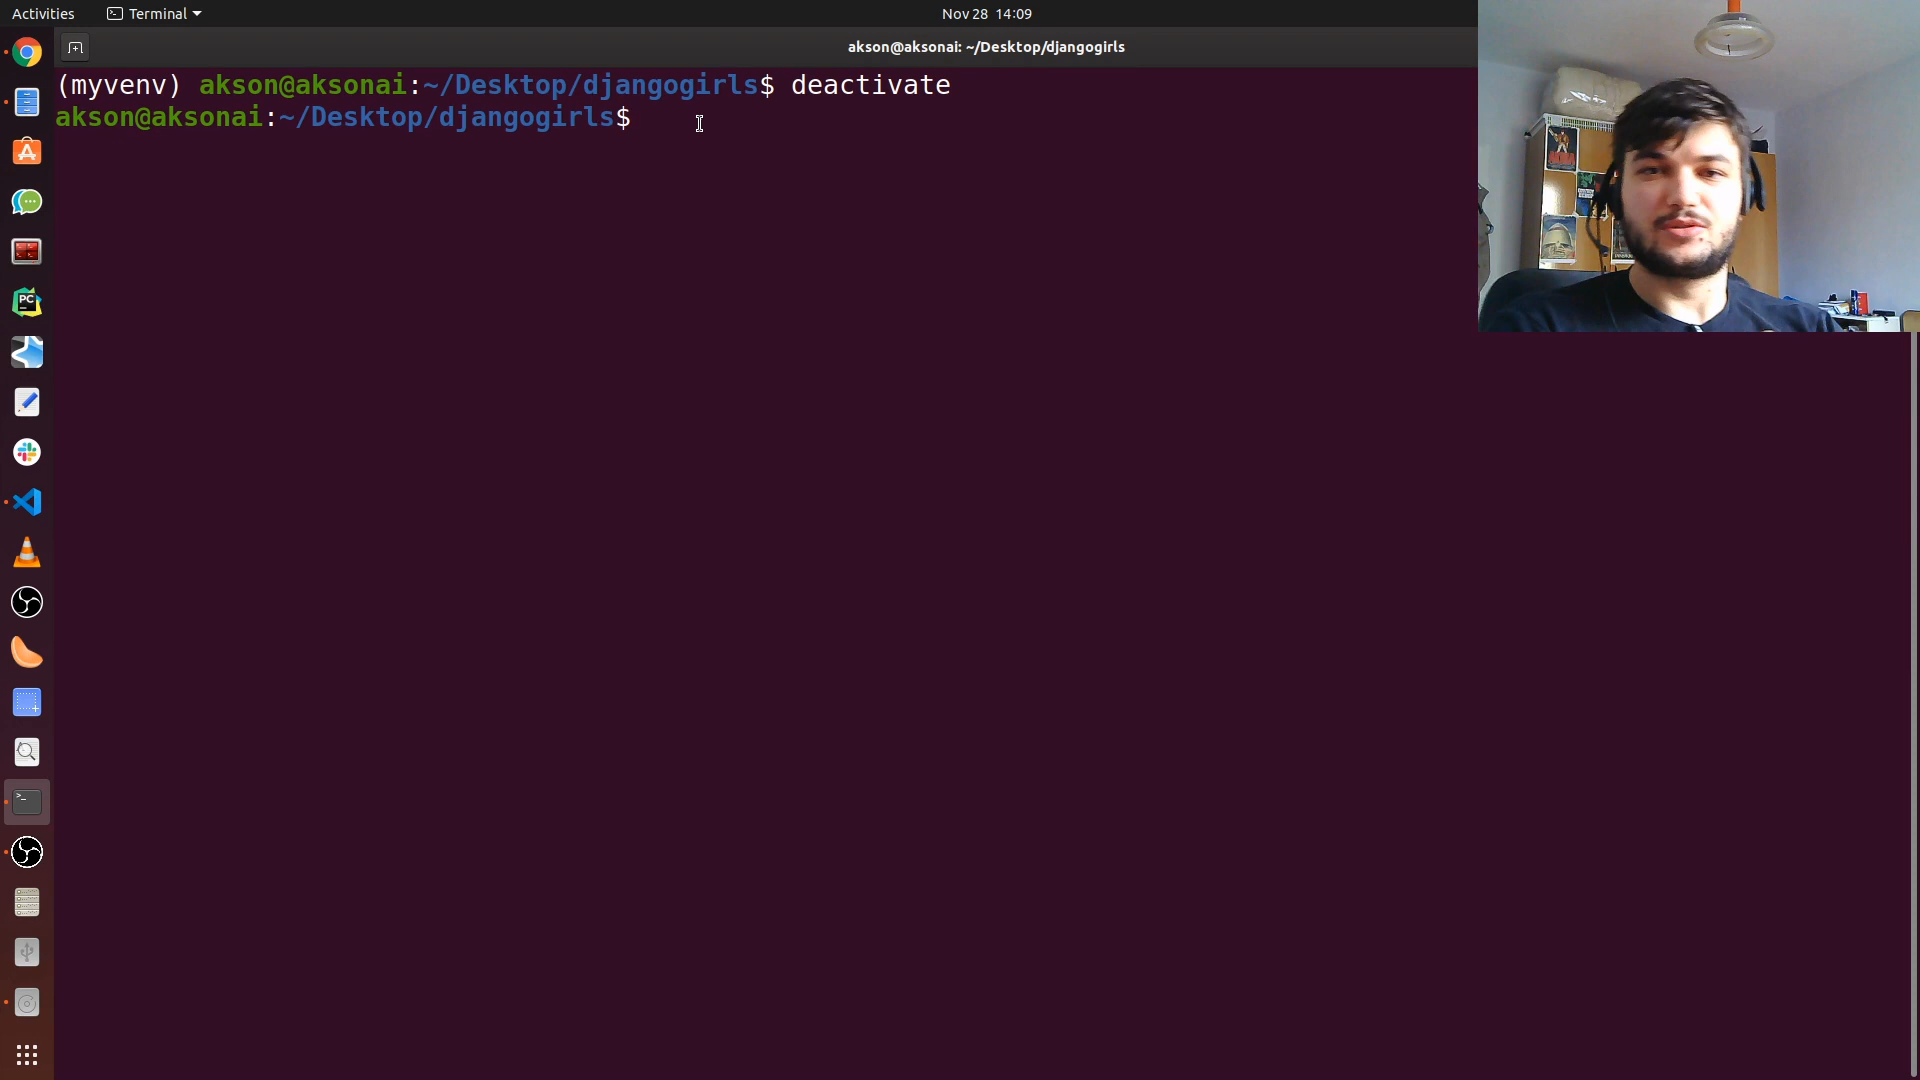 Activities
Terminal
Nov 28 14:09
akson@aksonai: ~/Desktop/djangogirls
(myvenv) akson@aksonai:~/Desktop/djangogirls$ deactivate
akson@aksonai:~/Desktop/djangogirls$
PC
>_